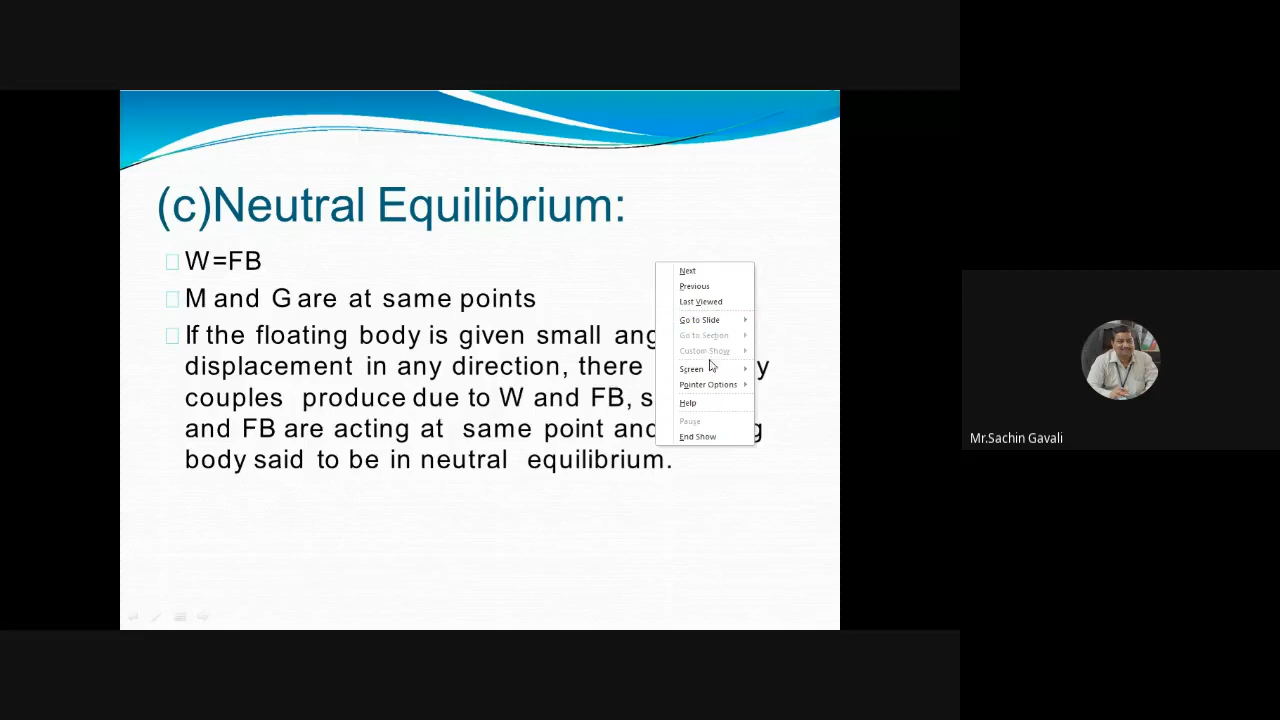 (c)Neutral Equilibrium:
W=FB
M and G are at same points
If the floating body is given small ang
displacement in any direction, there y
couples produce due to W and FB, s
and FB are acting at same point and g
body said to be in neutral equilibrium.
Next
Previous
Last Viewed
Go to Slide
Go to Section
Custom Show
Screen
Pointer Options
Help
Pause
End Show
Mr.Sachin Gavali